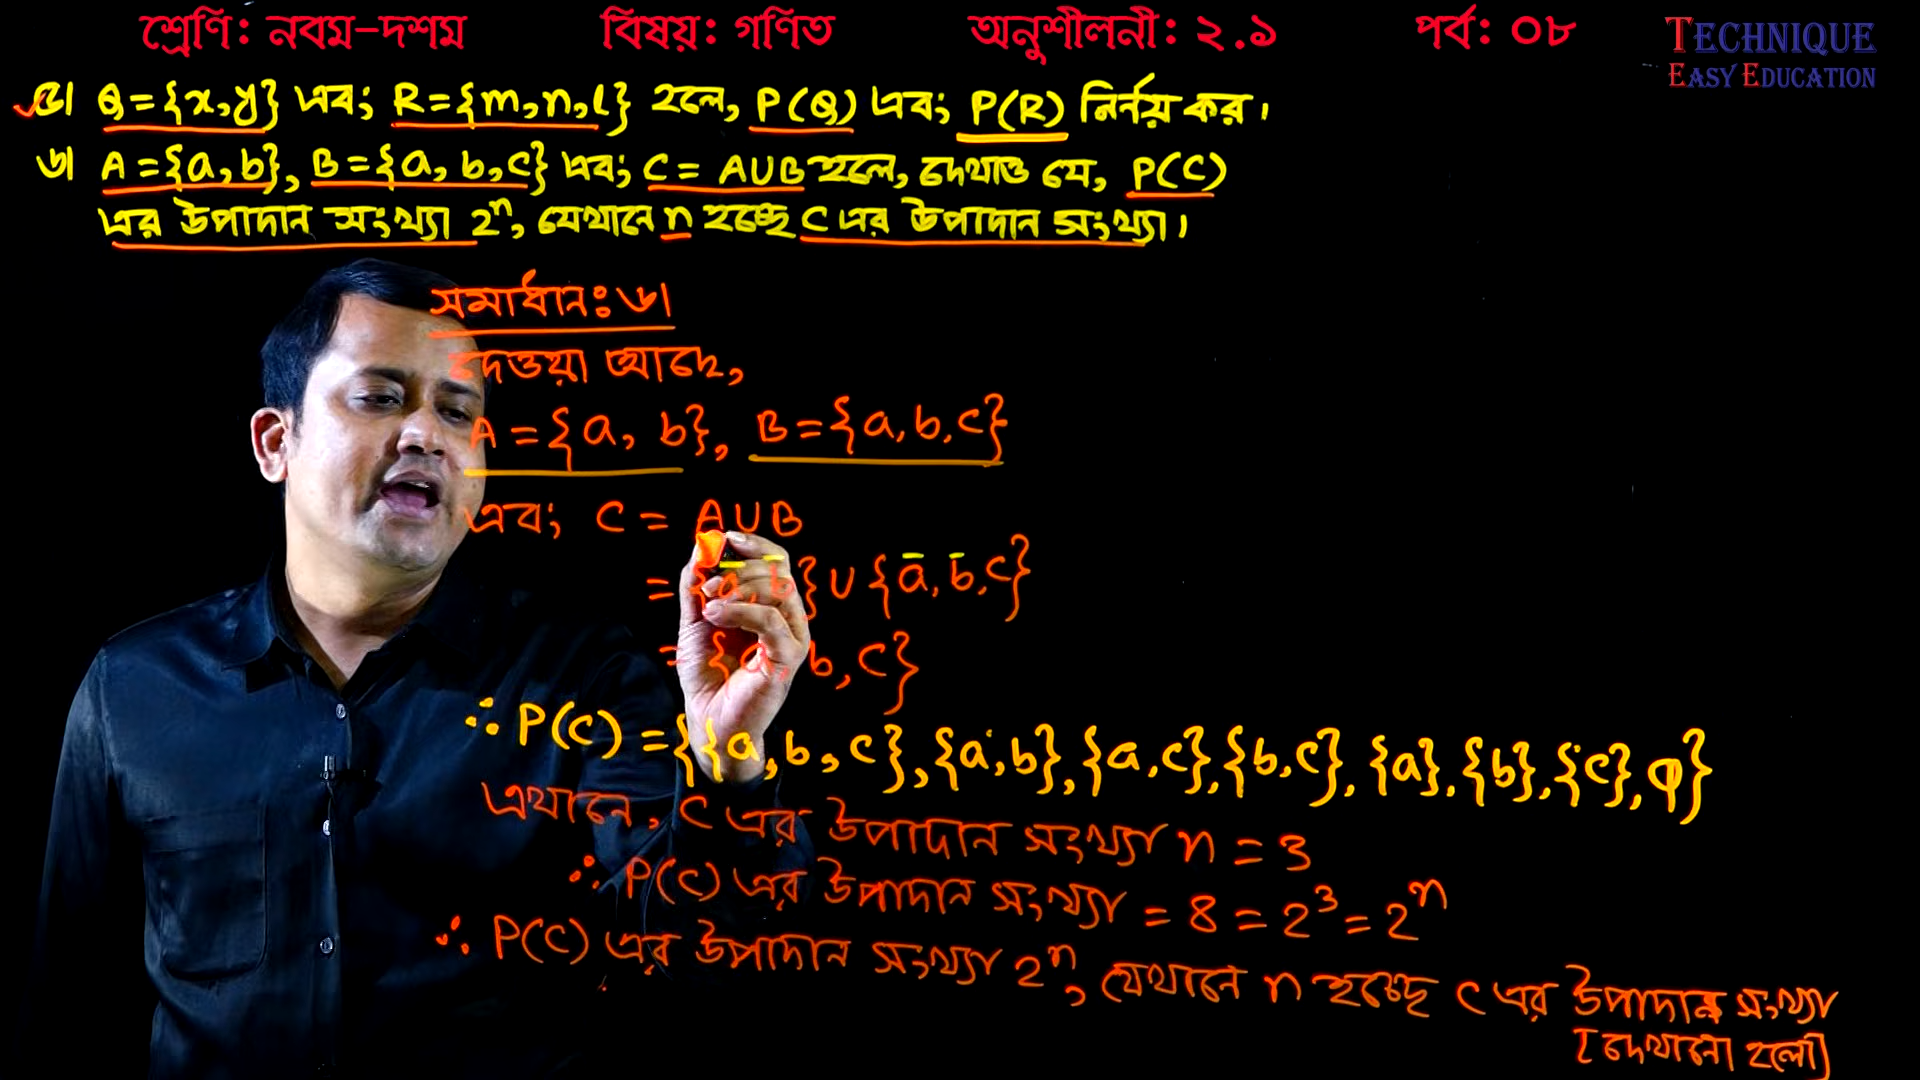 শ্রেণি: নবম-দশম বিষয়: গণিত অনুশীলনী: ২.১ পর্ব: ০৮
TECHNIQUE
EASY EDUCATION
৫। Q={x,y} এবং R={m,n,l} হলে, P(Q) এবং P(R) নির্ণয় কর।
৬। A={a,b}, B={a, b, c} এবং C = A∪B হলে, দেখাও যে, P(C)
এর উপাদান সংখ্যা 2ⁿ, যেখানে n হচ্ছে C এর উপাদান সংখ্যা।
সমাধান: ৬।
দেওয়া আছে,
A = {a, b}, B = {a, b, c}
এবং C = A∪B
= {a, b} ∪ {a, b, c}
= {a, b, c}
∴ P(C) = {{a, b, c}, {a, b}, {a, c}, {b, c}, {a}, {b}, {c}, φ}
এখানে, C এর উপাদান সংখ্যা n = 3
∴ P(C) এর উপাদান সংখ্যা = 8 = 2³ = 2ⁿ
∴ P(C) এর উপাদান সংখ্যা 2ⁿ, যেখানে n হচ্ছে C এর উপাদান সংখ্যা
[দেখানো হলো]